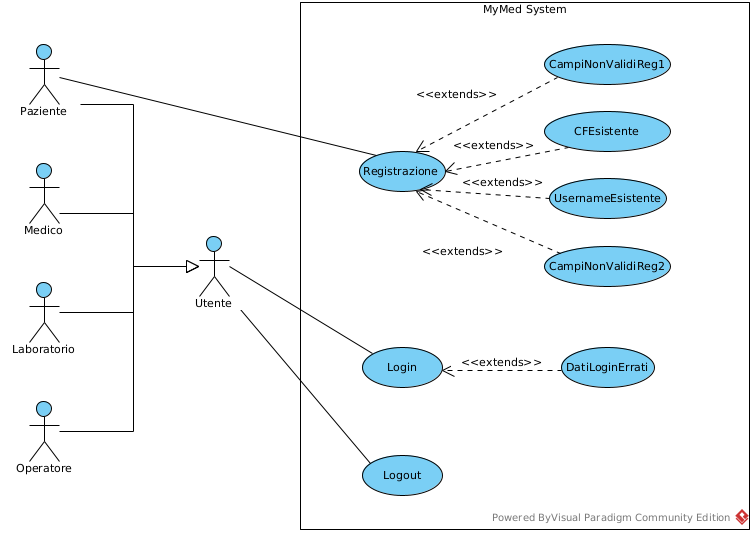 MyMed System
CampiNonValidiReg1
<<extends>>
Paziente
CFEsistente
<<extends>>
Registrazione
<<extends>>
UsernameEsistente
Medico
<<extends>>
CampiNonValidiReg2
Utente
Laboratorio
<<extends>>
Login
DatiLoginErrati
Operatore
Logout
Powered ByVisual Paradigm Community Edition